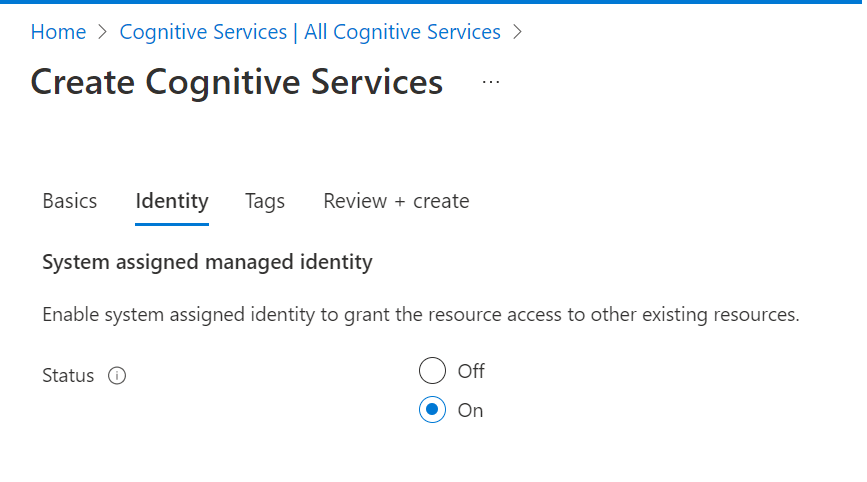 Home > Cognitive Services | All Cognitive Services >
Create Cognitive Services ...
Basics Identity Tags Review + create
System assigned managed identity
Enable system assigned identity to grant the resource access to other existing resources.
Status Off
On